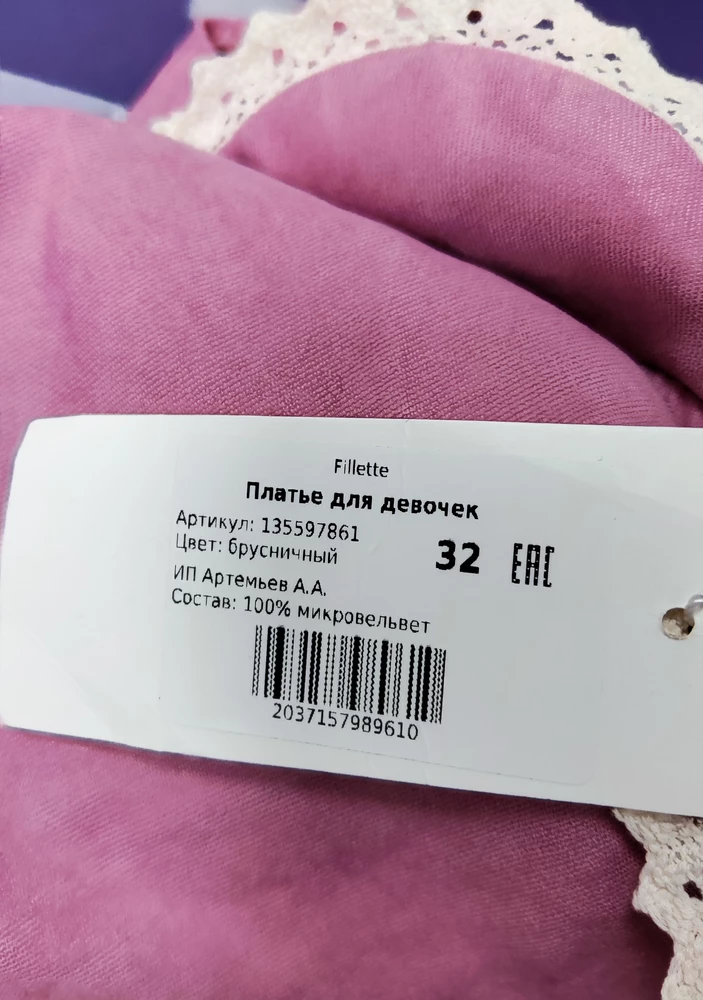 Fillette
Платье для девочек
Артикул: 135597861
Цвет: брусничный
32 EAC
ИП Артемьев А.А.
Состав: 100% микровельвет
2037157989610